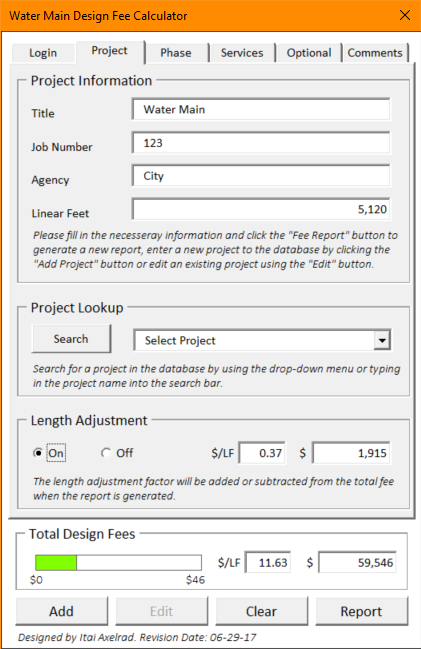 Water Main Design Fee Calculator
Login Project Phase Services Optional Comments
Project Information
Title Water Main
Job Number 123
Agency City
Linear Feet 5,120
Please fill in the necesseray information and click the "Fee Report" button to
generate a new report, enter a new project to the database by clicking the
"Add Project" button or edit an existing project using the "Edit" button.
Project Lookup
Search Select Project
Search for a project in the database by using the drop-down menu or typing
in the project name into the search bar.
Length Adjustment
On Off $/LF 0.37 $ 1,915
The length adjustment factor will be added or subtracted from the total fee
when the report is generated.
Total Design Fees
$/LF 11.63 $ 59,546
$0 $46
Add Edit Clear Report
Designed by Itai Axelrad. Revision Date: 06-29-17